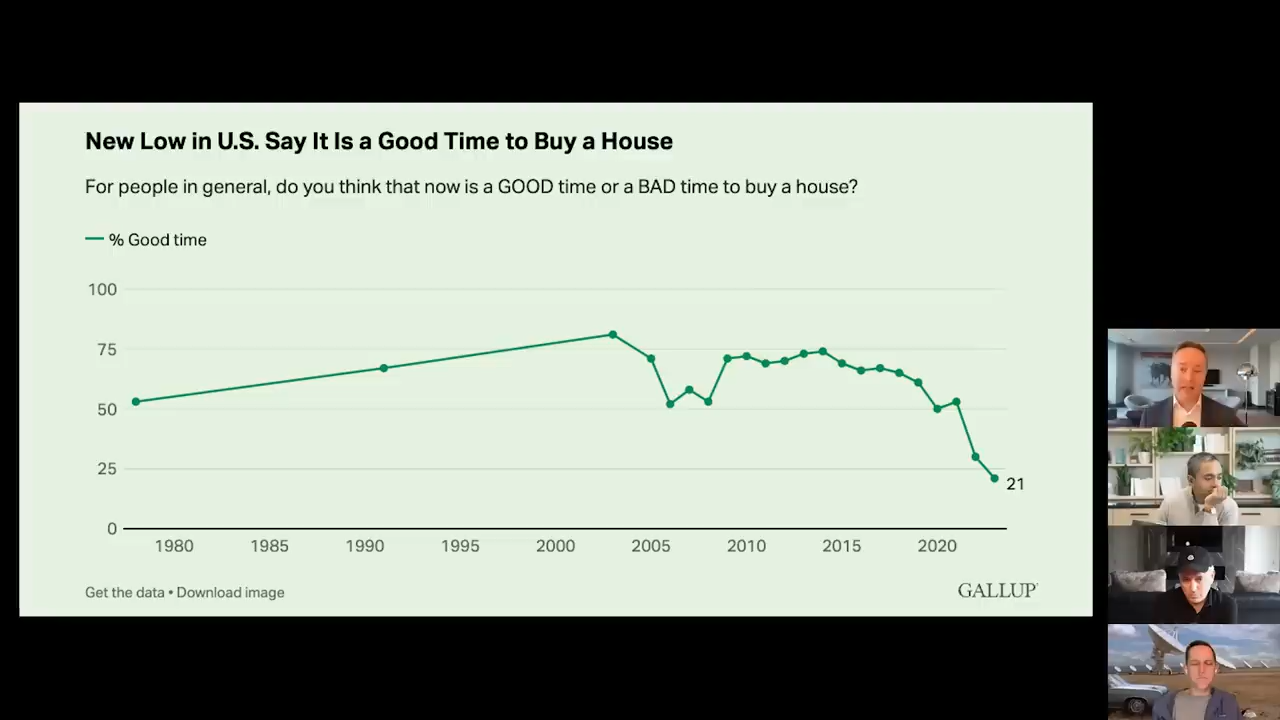 New Low in U.S. Say It Is a Good Time to Buy a House
For people in general, do you think that now is a GOOD time or a BAD time to buy a house?
% Good time
100
75
50
25
0
21
1980 1985 1990 1995 2000 2005 2010 2015 2020
Get the data • Download image
GALLUP